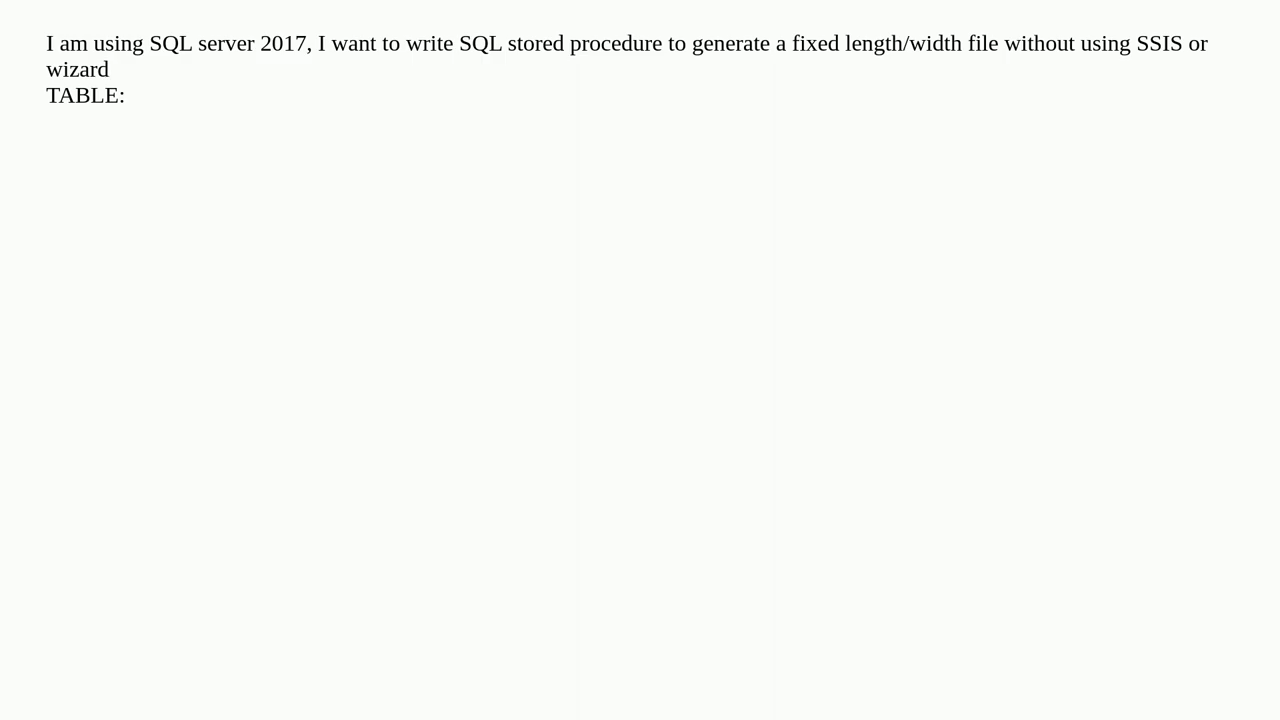 I am using SQL server 2017, I want to write SQL stored procedure to generate a fixed length/width file without using SSIS or
wizard
TABLE: